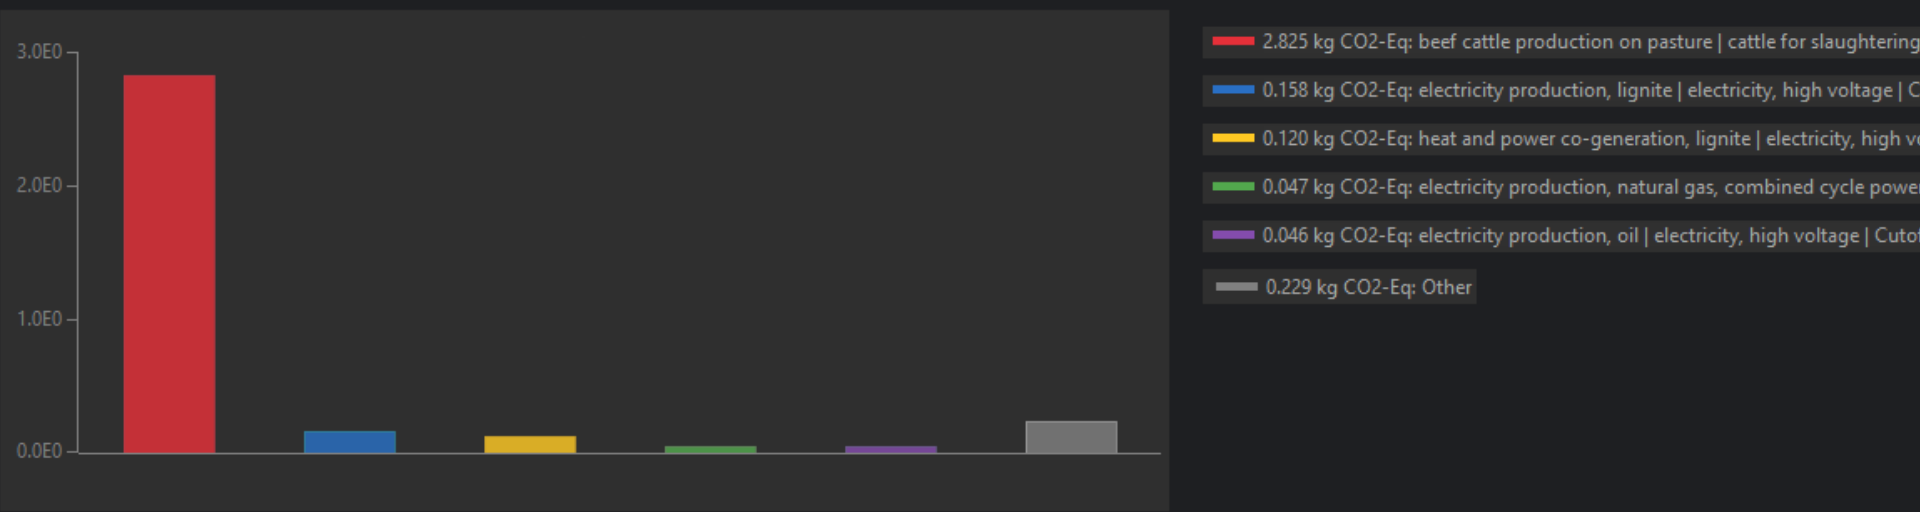 3.0E0
2.0E0
1.0E0
0.0E0
2.825 kg CO2-Eq: beef cattle production on pasture | cattle for slaughtering
0.158 kg CO2-Eq: electricity production, lignite | electricity, high voltage | C
0.120 kg CO2-Eq: heat and power co-generation, lignite | electricity, high v
0.047 kg CO2-Eq: electricity production, natural gas, combined cycle power
0.046 kg CO2-Eq: electricity production, oil | electricity, high voltage | Cutof
0.229 kg CO2-Eq: Other